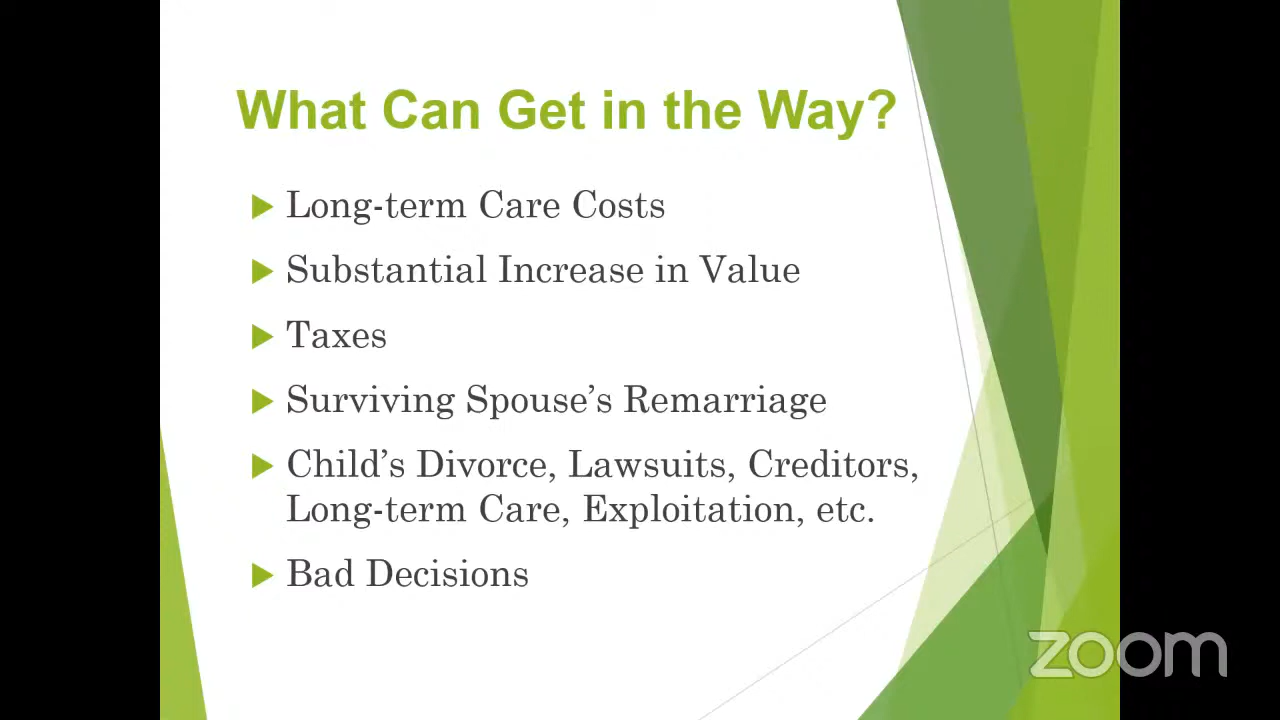 What Can Get in the Way?
Long-term Care Costs
Substantial Increase in Value
Taxes
Surviving Spouse’s Remarriage
Child’s Divorce, Lawsuits, Creditors,
Long-term Care, Exploitation, etc.
Bad Decisions
zoom